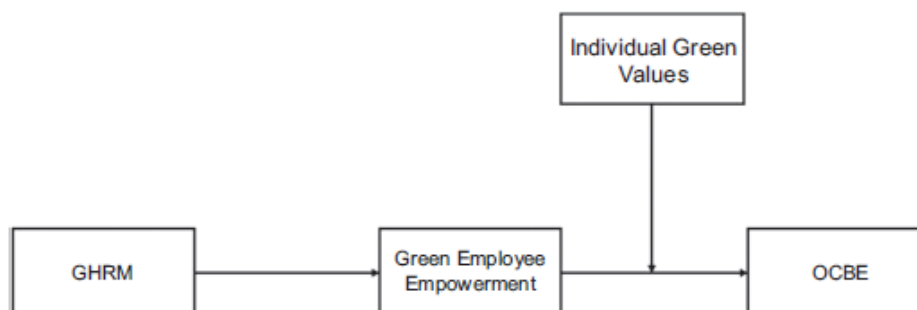 Individual Green
Values
GHRM
Green Employee
Empowerment
OCBE